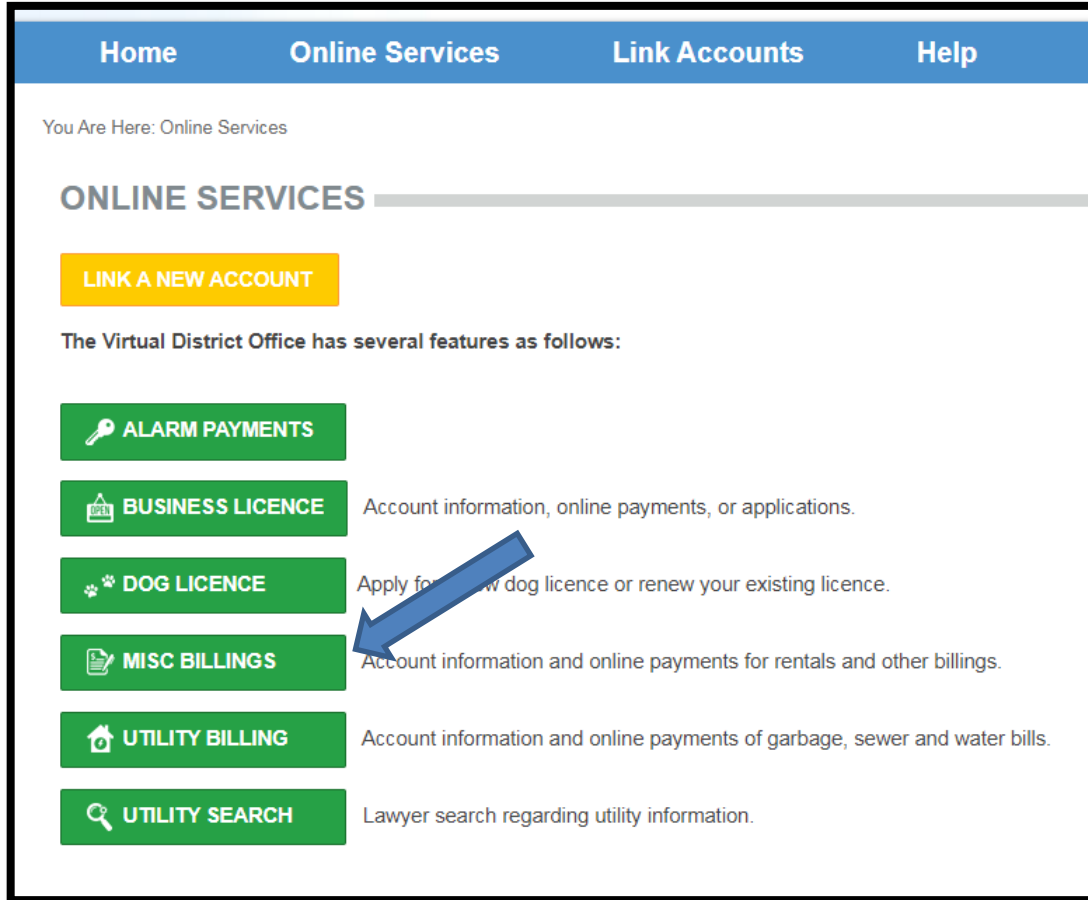 Home Online Services Link Accounts Help
You Are Here: Online Services
ONLINE SERVICES
LINK A NEW ACCOUNT
The Virtual District Office has several features as follows:
ALARM PAYMENTS
OPEN BUSINESS LICENCE Account information, online payments, or applications.
DOG LICENCE Apply for dog licence or renew your existing licence.
MISC BILLINGS Account information and online payments for rentals and other billings.
UTILITY BILLING Account information and online payments of garbage, sewer and water bills.
UTILITY SEARCH Lawyer search regarding utility information.